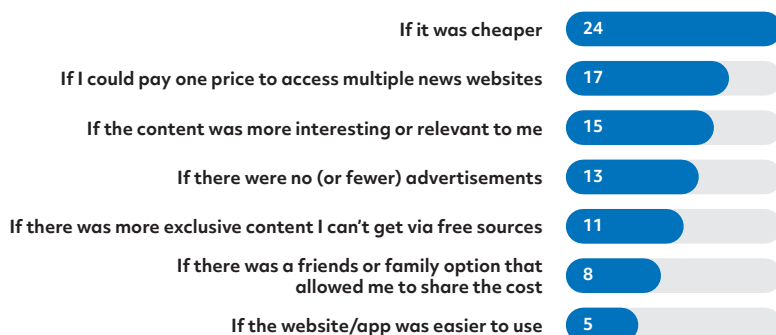 If it was cheaper 24
If I could pay one price to access multiple news websites 17
If the content was more interesting or relevant to me 15
If there were no (or fewer) advertisements 13
If there was more exclusive content I can't get via free sources 11
If there was a friends or family option that
allowed me to share the cost 8
If the website/app was easier to use 5